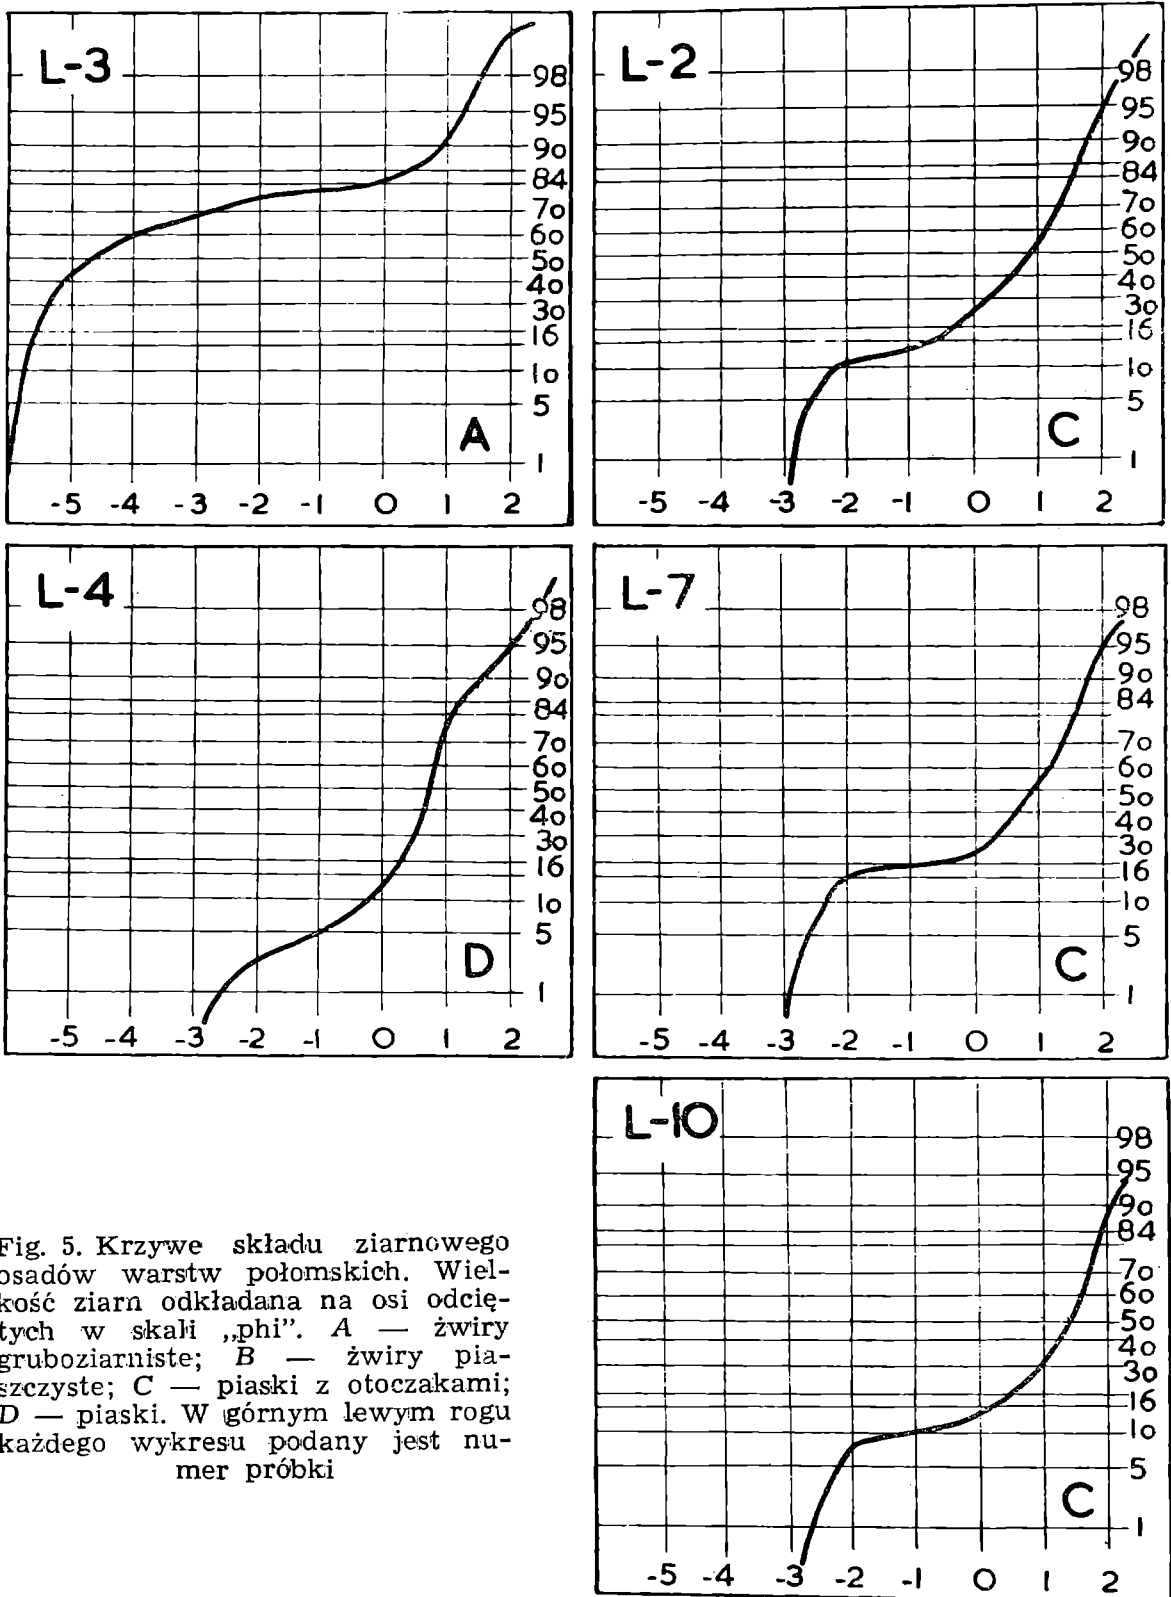 L-3
98
95
90
84
70
60
50
40
30
16
10
5
1
A
-5 -4 -3 -2 -1 0 1 2
L-2
98
95
90
84
70
60
50
40
30
16
10
5
1
C
-5 -4 -3 -2 -1 0 1 2
L-4
98
95
90
84
70
60
50
40
30
16
10
5
1
D
-5 -4 -3 -2 -1 0 1 2
L-7
98
95
90
84
70
60
50
40
30
16
10
5
1
C
-5 -4 -3 -2 -1 0 1 2
L-10
98
95
90
84
70
60
50
40
30
16
10
5
1
C
-5 -4 -3 -2 -1 0 1 2
Fig. 5. Krzywe składu ziarnowego
osadów warstw połomskich. Wiel-
kość ziarn odkładana na osi odcię-
tych w skali „phi”. A — żwiry
gruboziarniste; B — żwiry pia-
szczyste; C — piaski z otoczakami;
D — piaski. W górnym lewym rogu
każdego wykresu podany jest nu-
mer próbki